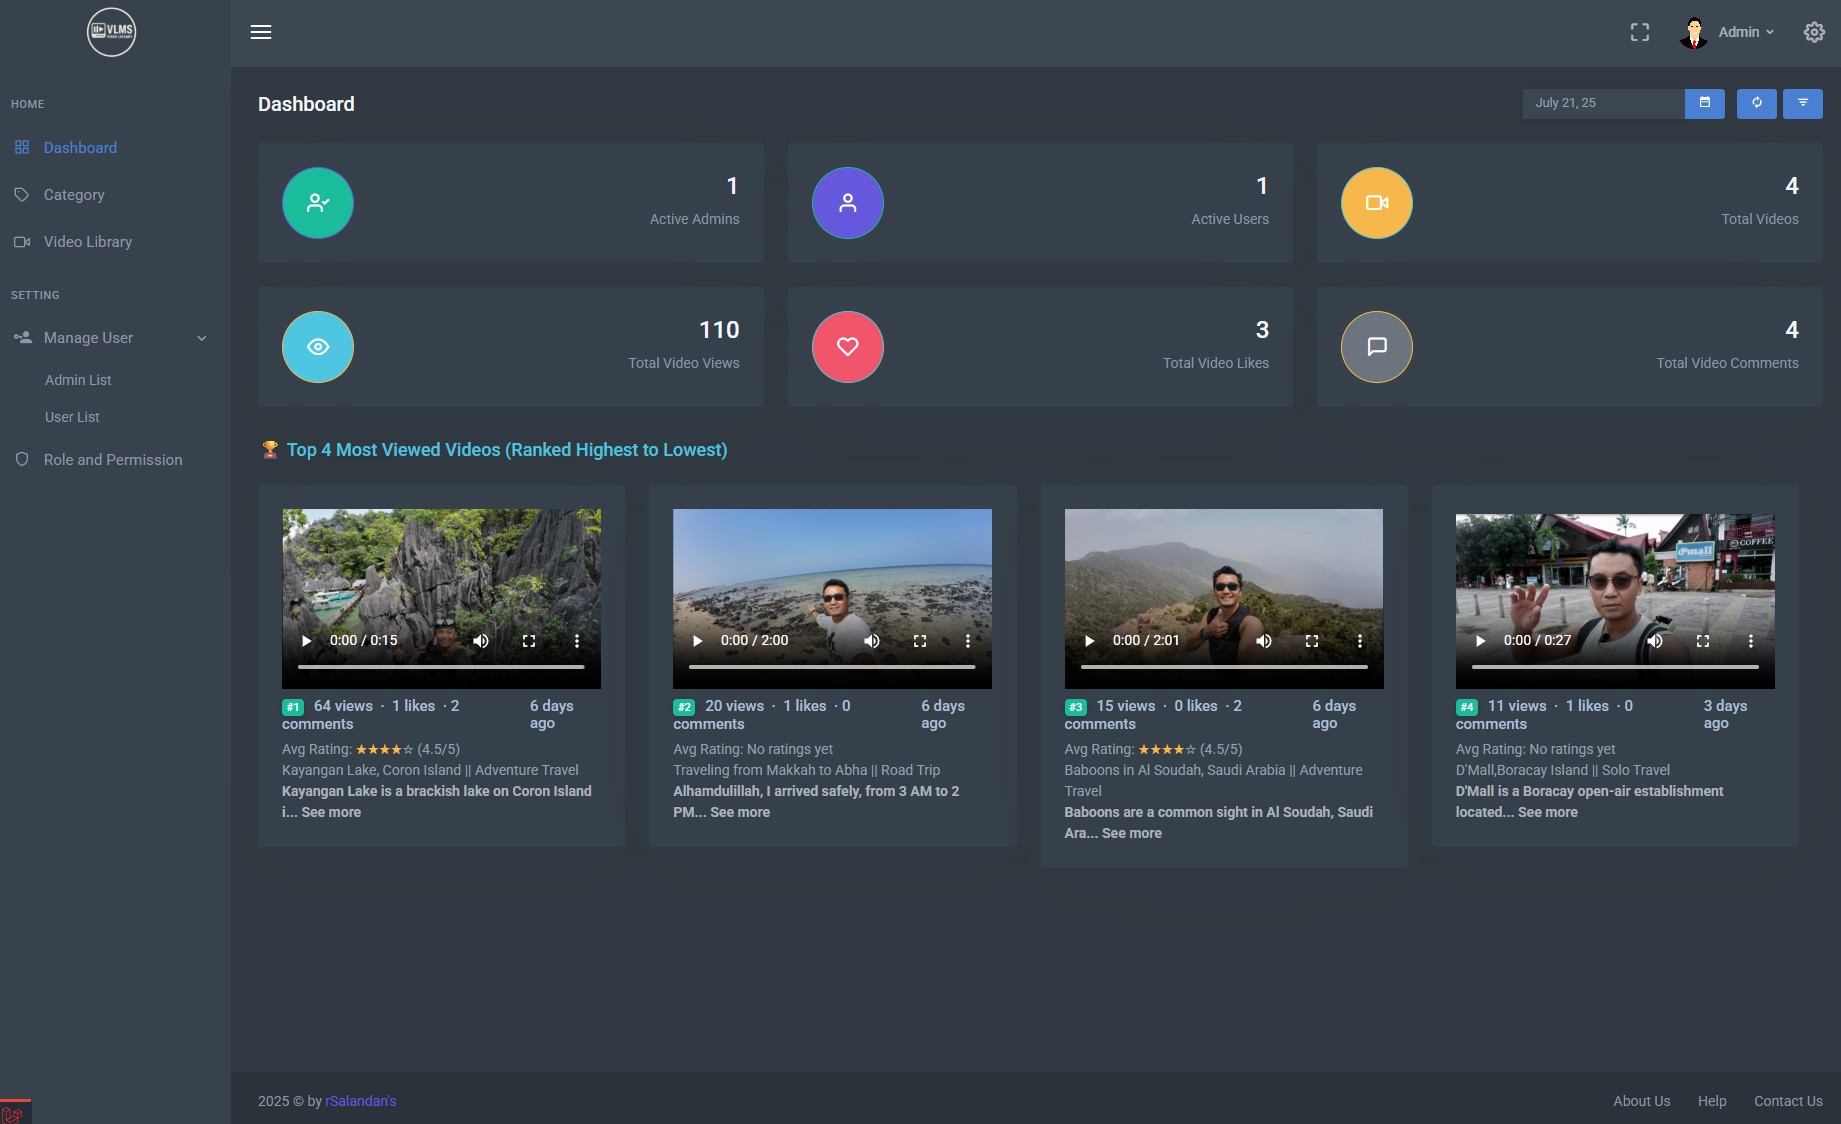 VLMS
VIDEO LIBRARY
Admin
HOME
Dashboard
Category
Video Library
SETTING
Manage User
Admin List
User List
Role and Permission
Dashboard
July 21, 25
1
Active Admins
1
Active Users
4
Total Videos
110
Total Video Views
3
Total Video Likes
4
Total Video Comments
🏆 Top 4 Most Viewed Videos (Ranked Highest to Lowest)
0:00 / 0:15
#1 64 views · 1 likes · 2
comments
6 days
ago
Avg Rating: ★★★★☆ (4.5/5)
Kayangan Lake, Coron Island || Adventure Travel
Kayangan Lake is a brackish lake on Coron Island
i... See more
0:00 / 2:00
#2 20 views · 1 likes · 0
comments
6 days
ago
Avg Rating: No ratings yet
Traveling from Makkah to Abha || Road Trip
Alhamdulillah, I arrived safely, from 3 AM to 2
PM... See more
0:00 / 2:01
#3 15 views · 0 likes · 2
comments
6 days
ago
Avg Rating: ★★★★☆ (4.5/5)
Baboons in Al Soudah, Saudi Arabia || Adventure
Travel
Baboons are a common sight in Al Soudah, Saudi
Ara... See more
d'mall
COFFEE
0:00 / 0:27
#4 11 views · 1 likes · 0
comments
3 days
ago
Avg Rating: No ratings yet
D'Mall,Boracay Island || Solo Travel
D'Mall is a Boracay open-air establishment
located... See more
2025 © by rSalandan's
About Us
Help
Contact Us